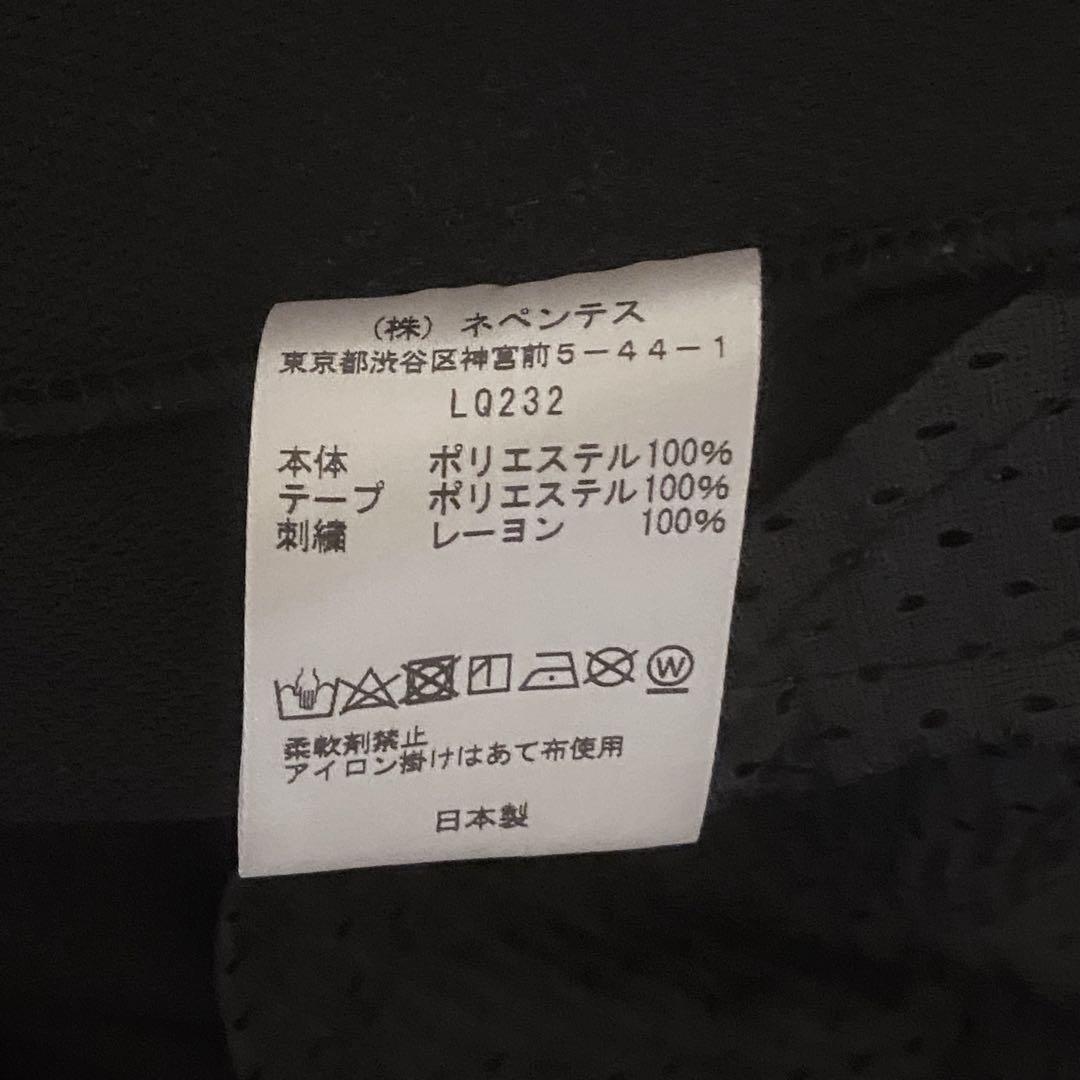 （株）ネペンテス
東京都渋谷区神宮前５－４４－１
LQ232
本体　ポリエステル100%
テープ　ポリエステル100%
刺繍　レーヨン　100%
W
柔軟剤禁止
アイロン掛けはあて布使用
日本製